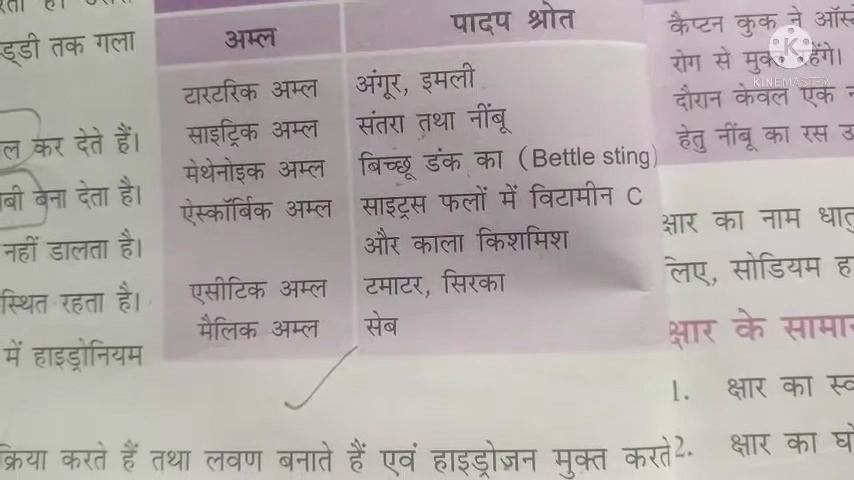 ड्डी तक गला
कर देते हैं।
बना देता है।
नहीं डालता है।
स्थित रहता है।
में हाइड्रोनियम
अम्ल पादप श्रोत
टारटरिक अम्ल अंगूर, इमली
साइट्रिक अम्ल संतरा तथा नींबू
मेथेनोइक अम्ल बिच्छू डंक का (Bettle sting)
ऐस्कॉर्बिक अम्ल साइट्रस फलों में विटामीन C
और काला किशमिश
एसीटिक अम्ल टमाटर, सिरका
मैलिक अम्ल सेब
क्रिया करते हैं तथा लवण बनाते हैं एवं हाइड्रोजन मुक्त करते
कैप्टन कुक ने
रोग से
दौरान केवल एक
हेतु नींबू का रस
KINEMASTER
क्षार का नाम
लिए, सोडियम
क्षार के
1. क्षार का
2. क्षार का